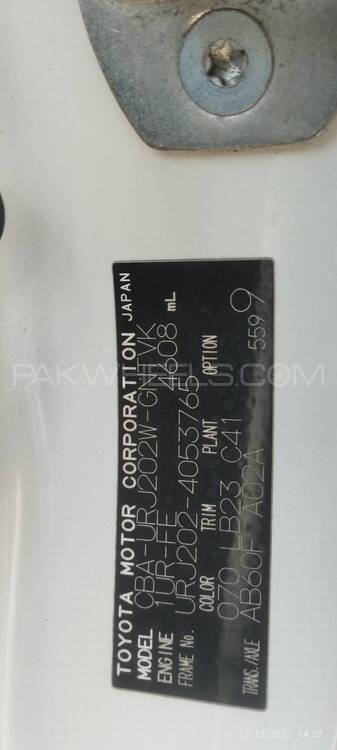 TOYOTA MOTOR CORPORATION JAPAN
MODEL CBA-URJ202W-GNTVK
ENGINE 1UR-FE 4608 mL
FRAME No. URJ202-4053765
COLOR TRIM PLANT OPTION
070 LB23 C41
TRANS./AXLE AB60F A02A 5599
PAKWHEELS.COM
12/12/2023 14:57